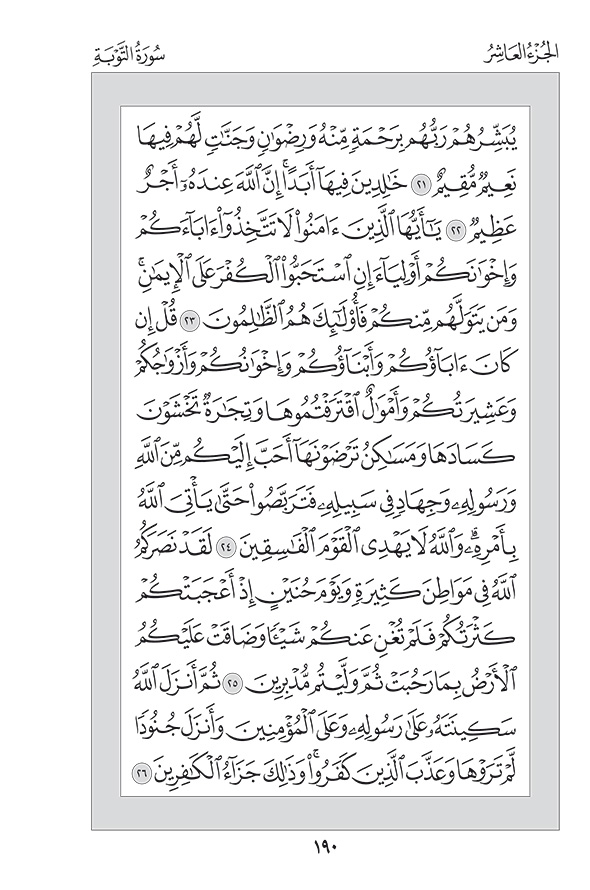 الجُزْءُ العَاشِرُ
سُورَةُ التَّوْبَةِ
يُبَشِّرُهُمْ رَبُّهُم بِرَحْمَةٍ مِّنْهُ وَرِضْوَٰنٍ وَجَنَّٰتٍ لَّهُمْ فِيهَا
نَعِيمٌ مُّقِيمٌ ٢١ خَٰلِدِينَ فِيهَآ أَبَدًا ۚ إِنَّ ٱللَّهَ عِندَهُۥٓ أَجْرٌ
عَظِيمٌ ٢٢ يَٰٓأَيُّهَا ٱلَّذِينَ ءَامَنُوا۟ لَا تَتَّخِذُوٓا۟ ءَابَآءَكُمْ
وَإِخْوَٰنَكُمْ أَوْلِيَآءَ إِنِ ٱسْتَحَبُّوا۟ ٱلْكُفْرَ عَلَى ٱلْإِيمَٰنِ ۚ
وَمَن يَتَوَلَّهُم مِّنكُمْ فَأُو۟لَٰٓئِكَ هُمُ ٱلظَّٰلِمُونَ ٢٣ قُلْ إِن
كَانَ ءَابَآؤُكُمْ وَأَبْنَآؤُكُمْ وَإِخْوَٰنُكُمْ وَأَزْوَٰجُكُمْ
وَعَشِيرَتُكُمْ وَأَمْوَٰلٌ ٱقْتَرَفْتُمُوهَا وَتِجَٰرَةٌ تَخْشَوْنَ
كَسَادَهَا وَمَسَٰكِنُ تَرْضَوْنَهَآ أَحَبَّ إِلَيْكُم مِّنَ ٱللَّهِ
وَرَسُولِهِۦ وَجِهَادٍ فِى سَبِيلِهِۦ فَتَرَبَّصُوا۟ حَتَّىٰ يَأْتِىَ ٱللَّهُ
بِأَمْرِهِۦ ۗ وَٱللَّهُ لَا يَهْدِى ٱلْقَوْمَ ٱلْفَٰسِقِينَ ٢٤ لَقَدْ نَصَرَكُمُ
ٱللَّهُ فِى مَوَاطِنَ كَثِيرَةٍ وَيَوْمَ حُنَيْنٍ إِذْ أَعْجَبَتْكُمْ
كَثْرَتُكُمْ فَلَمْ تُغْنِ عَنكُمْ شَيْـًٔا وَضَاقَتْ عَلَيْكُمُ
ٱلْأَرْضُ بِمَا رَحُبَتْ ثُمَّ وَلَّيْتُم مُّدْبِرِينَ ٢٥ ثُمَّ أَنزَلَ ٱللَّهُ
سَكِينَتَهُۥ عَلَىٰ رَسُولِهِۦ وَعَلَى ٱلْمُؤْمِنِينَ وَأَنزَلَ جُنُودًا
لَّمْ تَرَوْهَا وَعَذَّبَ ٱلَّذِينَ كَفَرُوا۟ ۚ وَذَٰلِكَ جَزَآءُ ٱلْكَٰفِرِينَ ٢٦
١٩٠